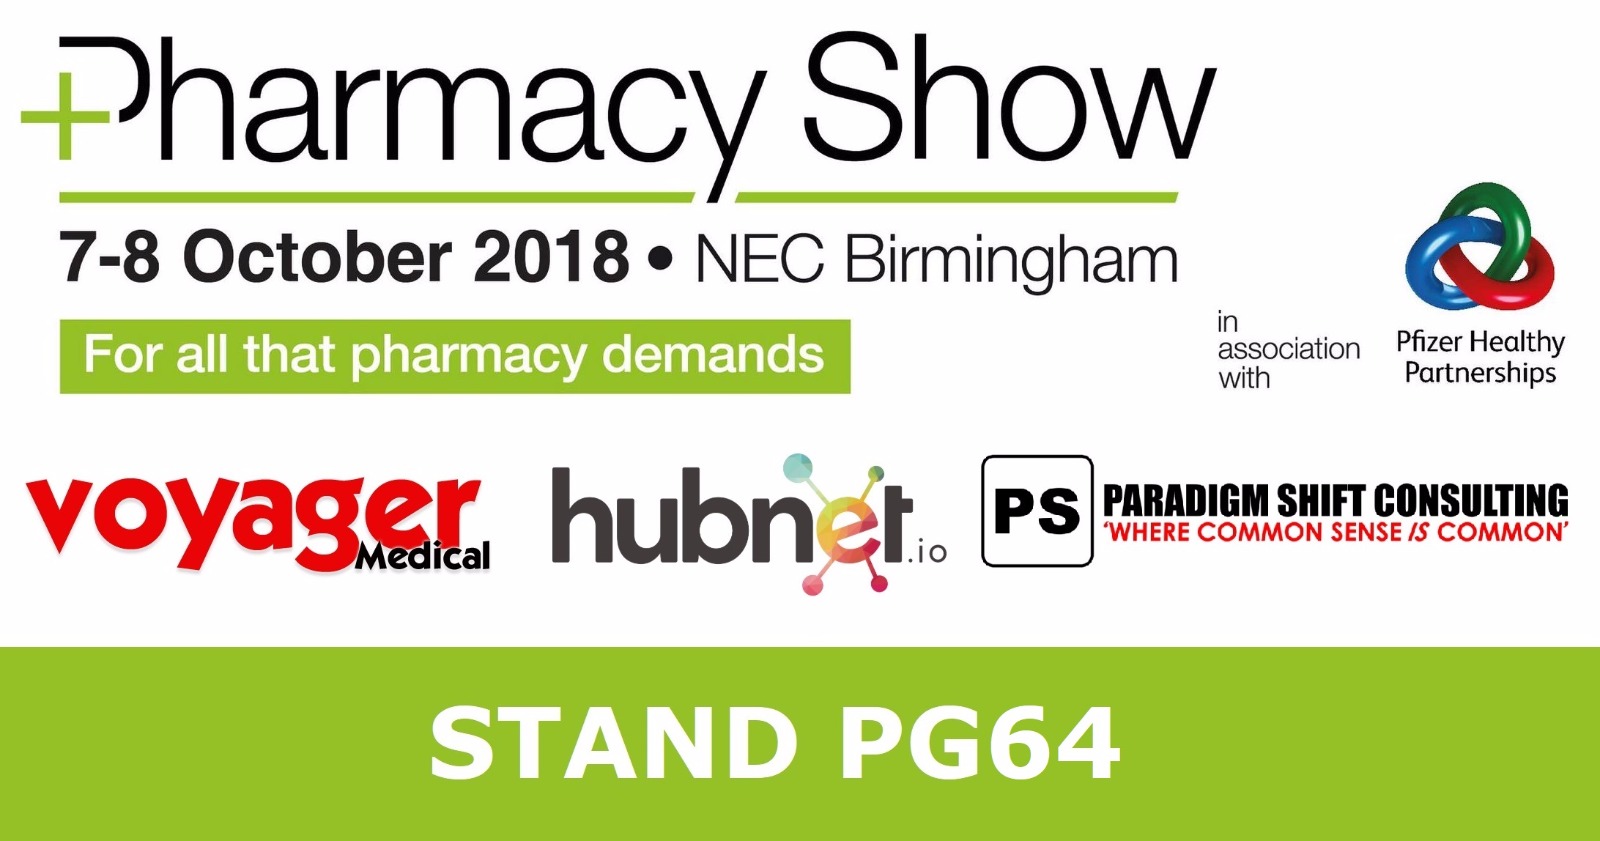 Pharmacy Show
7-8 October 2018 • NEC Birmingham
For all that pharmacy demands
in
association
with
Pfizer Healthy
Partnerships
voyager
Medical
hubnet.io
PS
PARADIGM SHIFT CONSULTING
'WHERE COMMON SENSE IS COMMON'
STAND PG64